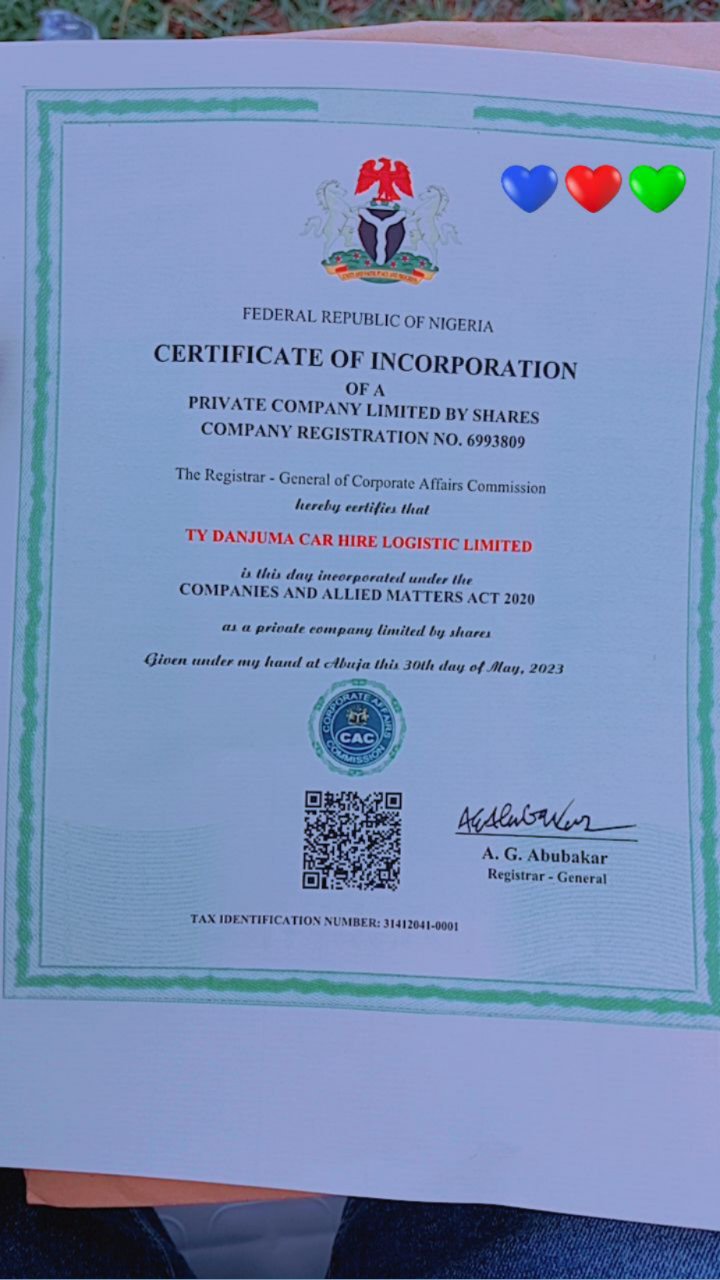 FEDERAL REPUBLIC OF NIGERIA
CERTIFICATE OF INCORPORATION
OF A
PRIVATE COMPANY LIMITED BY SHARES
COMPANY REGISTRATION NO. 6993809
The Registrar - General of Corporate Affairs Commission
hereby certifies that
TY DANJUMA CAR HIRE LOGISTIC LIMITED
is this day incorporated under the
COMPANIES AND ALLIED MATTERS ACT 2020
as a private company limited by shares
Given under my hand at Abuja this 30th day of May, 2023
CORPORATE AFFAIRS
CAC
COMMISSION
A. G. Abubakar
Registrar - General
TAX IDENTIFICATION NUMBER: 31412041-0001